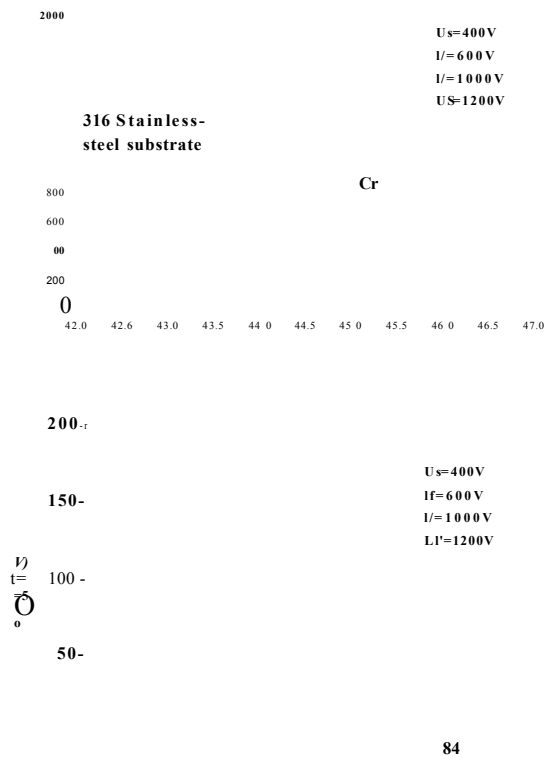 2000
Us=400V
l/=600V
l/=1000V
US=1200V
316 Stainless-
steel substrate
Cr
800
600
00
200
0
42.0 42.6 43.0 43.5 44 0 44.5 45 0 45.5 46 0 46.5 47.0
200-r
Us=400V
150-
lf=600V
l/=1000V
Ll'=1200V
V)
t=
100 -
=5
O
o
50-
84